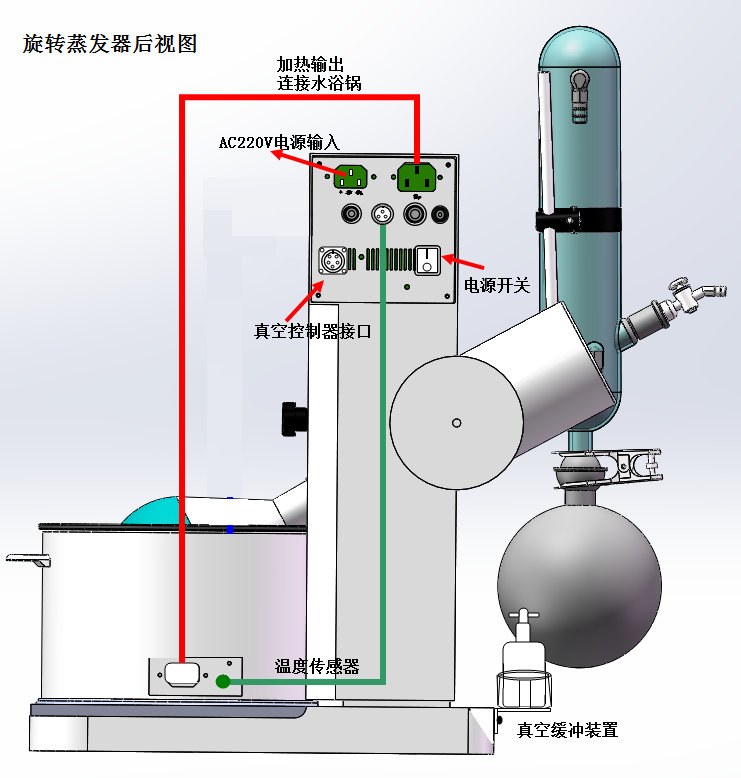 旋转蒸发器后视图
加热输出
连接水浴锅
AC220V电源输入
电源开关
真空控制器接口
温度传感器
真空缓冲装置